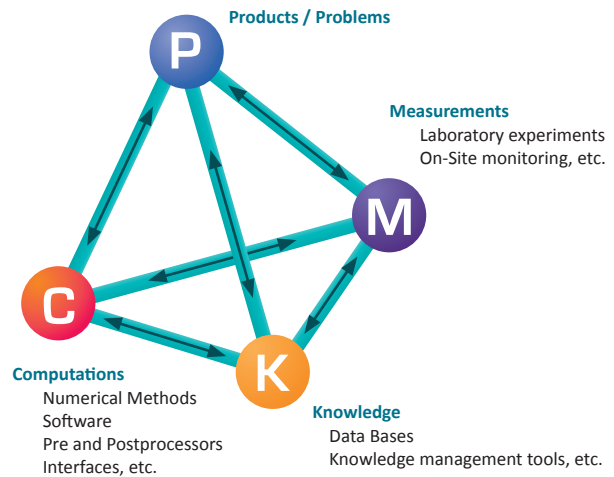 Products / Problems
P
Measurements
Laboratory experiments
On-Site monitoring, etc.
M
C
K
Computations
Numerical Methods
Software
Pre and Postprocessors
Interfaces, etc.
Knowledge
Data Bases
Knowledge management tools, etc.